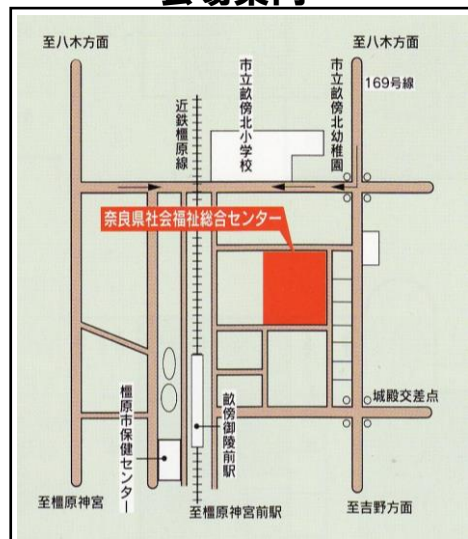 至八木方面
至八木方面
169号線
近鉄橿原線
市立畝傍北小学校
市立畝傍北幼稚園
奈良県社会福祉総合センター
橿原市保健センター
畝傍御陵前駅
城殿交差点
至橿原神宮
至橿原神宮前駅
至吉野方面